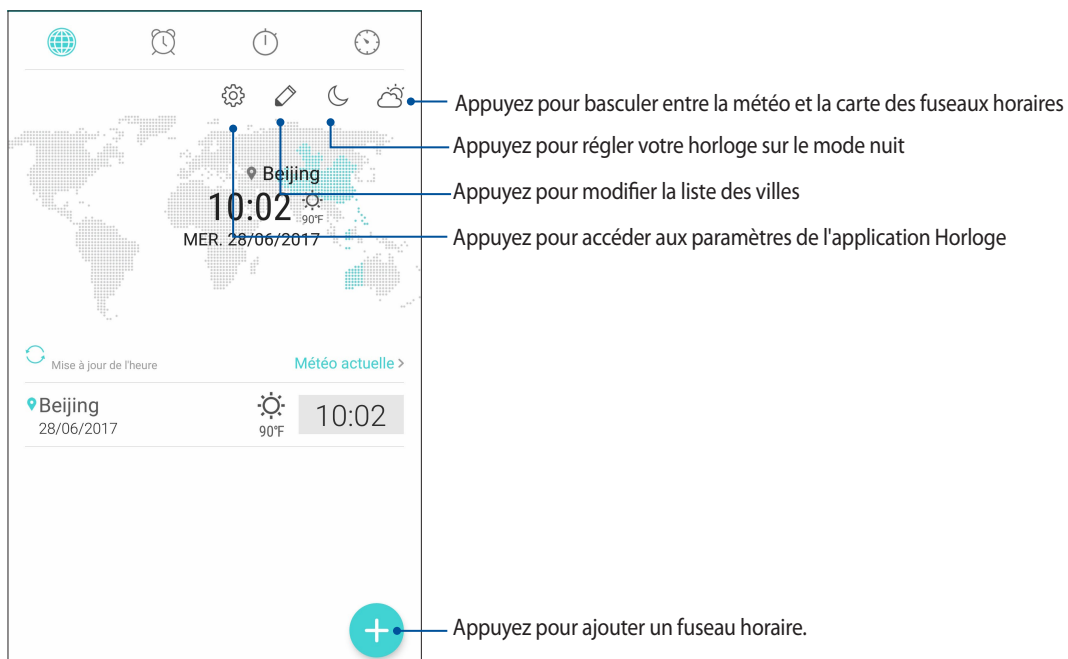 Appuyez pour basculer entre la météo et la carte des fuseaux horaires
Appuyez pour régler votre horloge sur le mode nuit
Beijing
10:02
90°F
MER. 28/06/2017
Appuyez pour modifier la liste des villes
Appuyez pour accéder aux paramètres de l'application Horloge
Mise à jour de l'heure
Météo actuelle >
Beijing
28/06/2017
90°F
10:02
Appuyez pour ajouter un fuseau horaire.